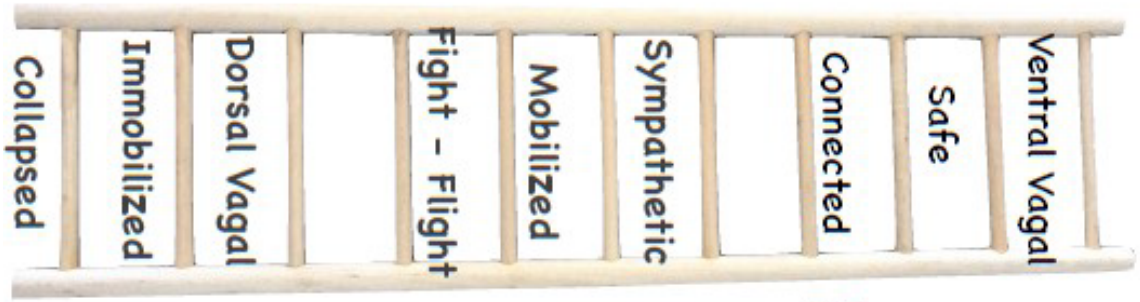 Ventral Vagal
Safe
Connected
Sympathetic
Mobilized
Fight - Flight
Dorsal Vagal
Immobilized
Collapsed